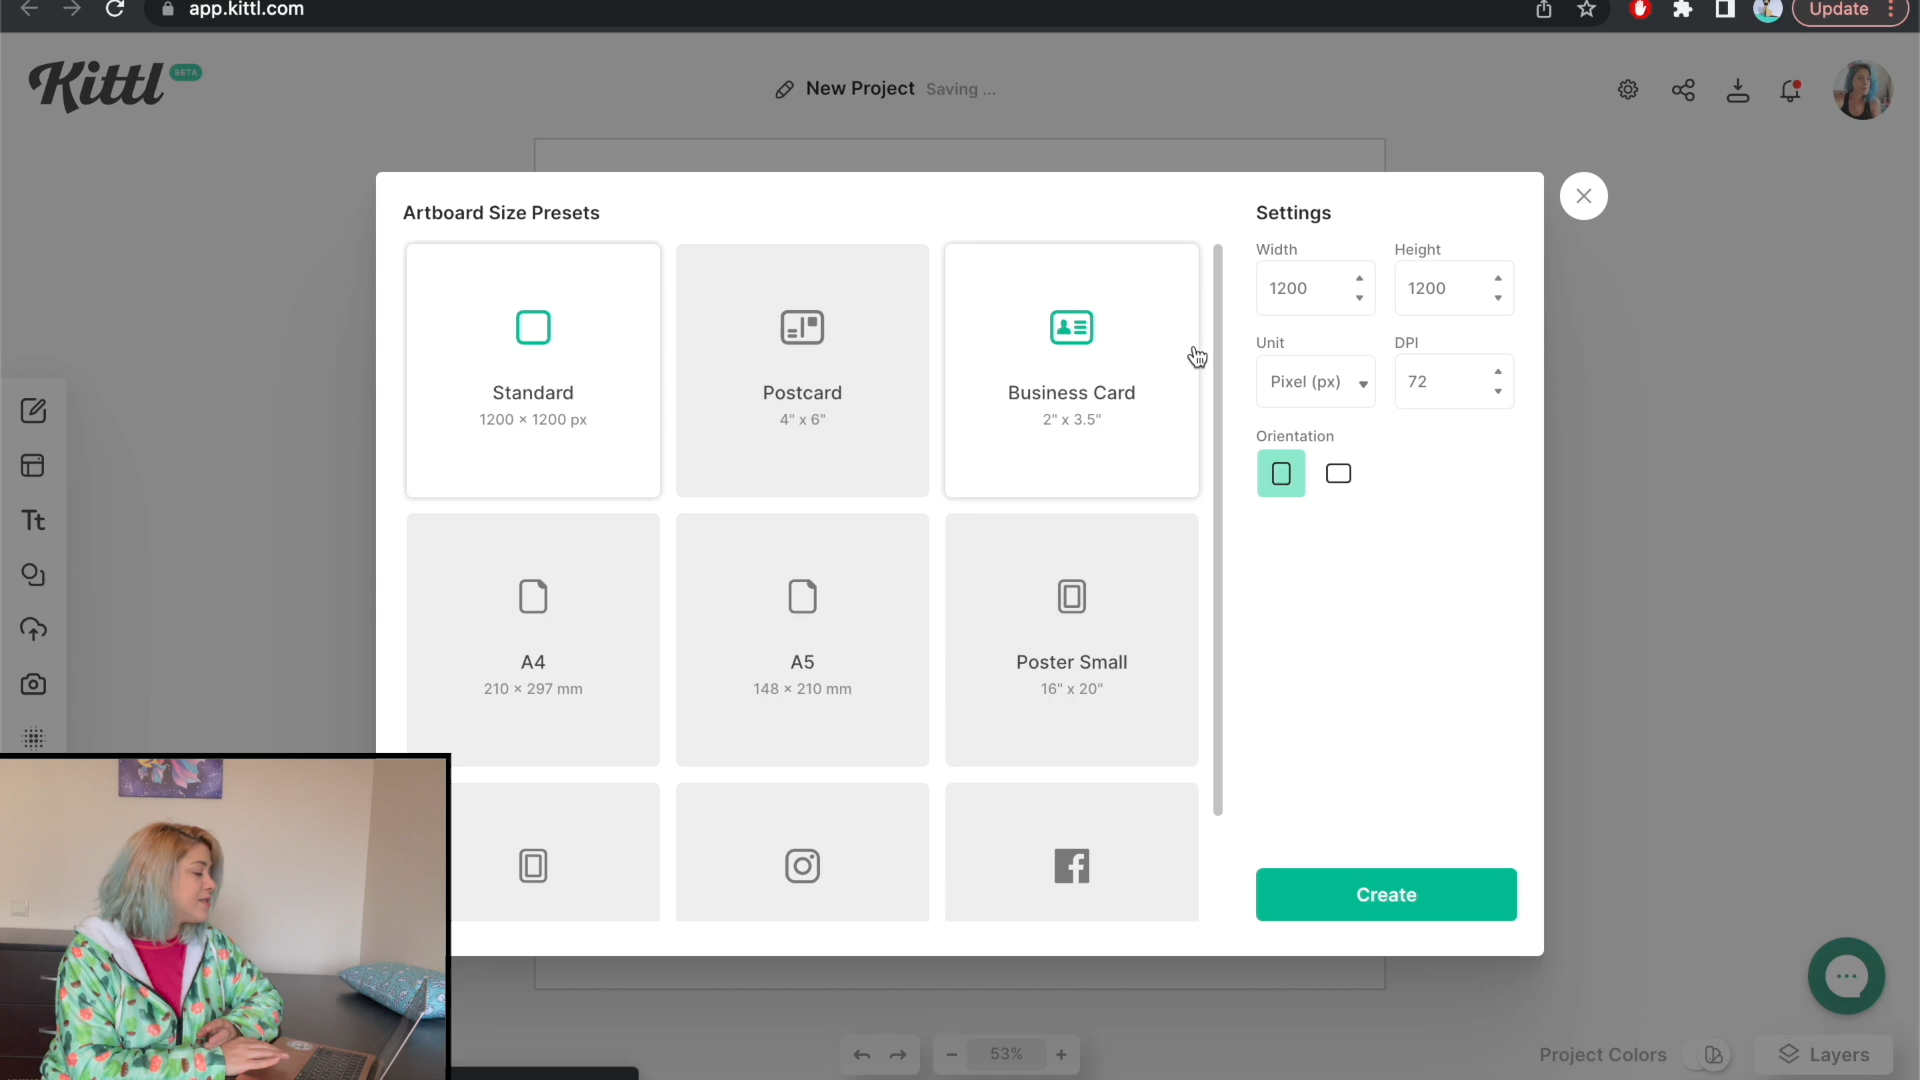 app.kittl.com
Update
Kittl BETA
New Project Saving ...
Artboard Size Presets
Settings
Width
Height
1200
1200
Unit
DPI
Pixel (px)
72
Orientation
Standard
1200 × 1200 px
Postcard
4" x 6"
Business Card
2" x 3.5"
Tt
A4
210 × 297 mm
A5
148 × 210 mm
Poster Small
16" x 20"
Create
53%
Project Colors
Layers